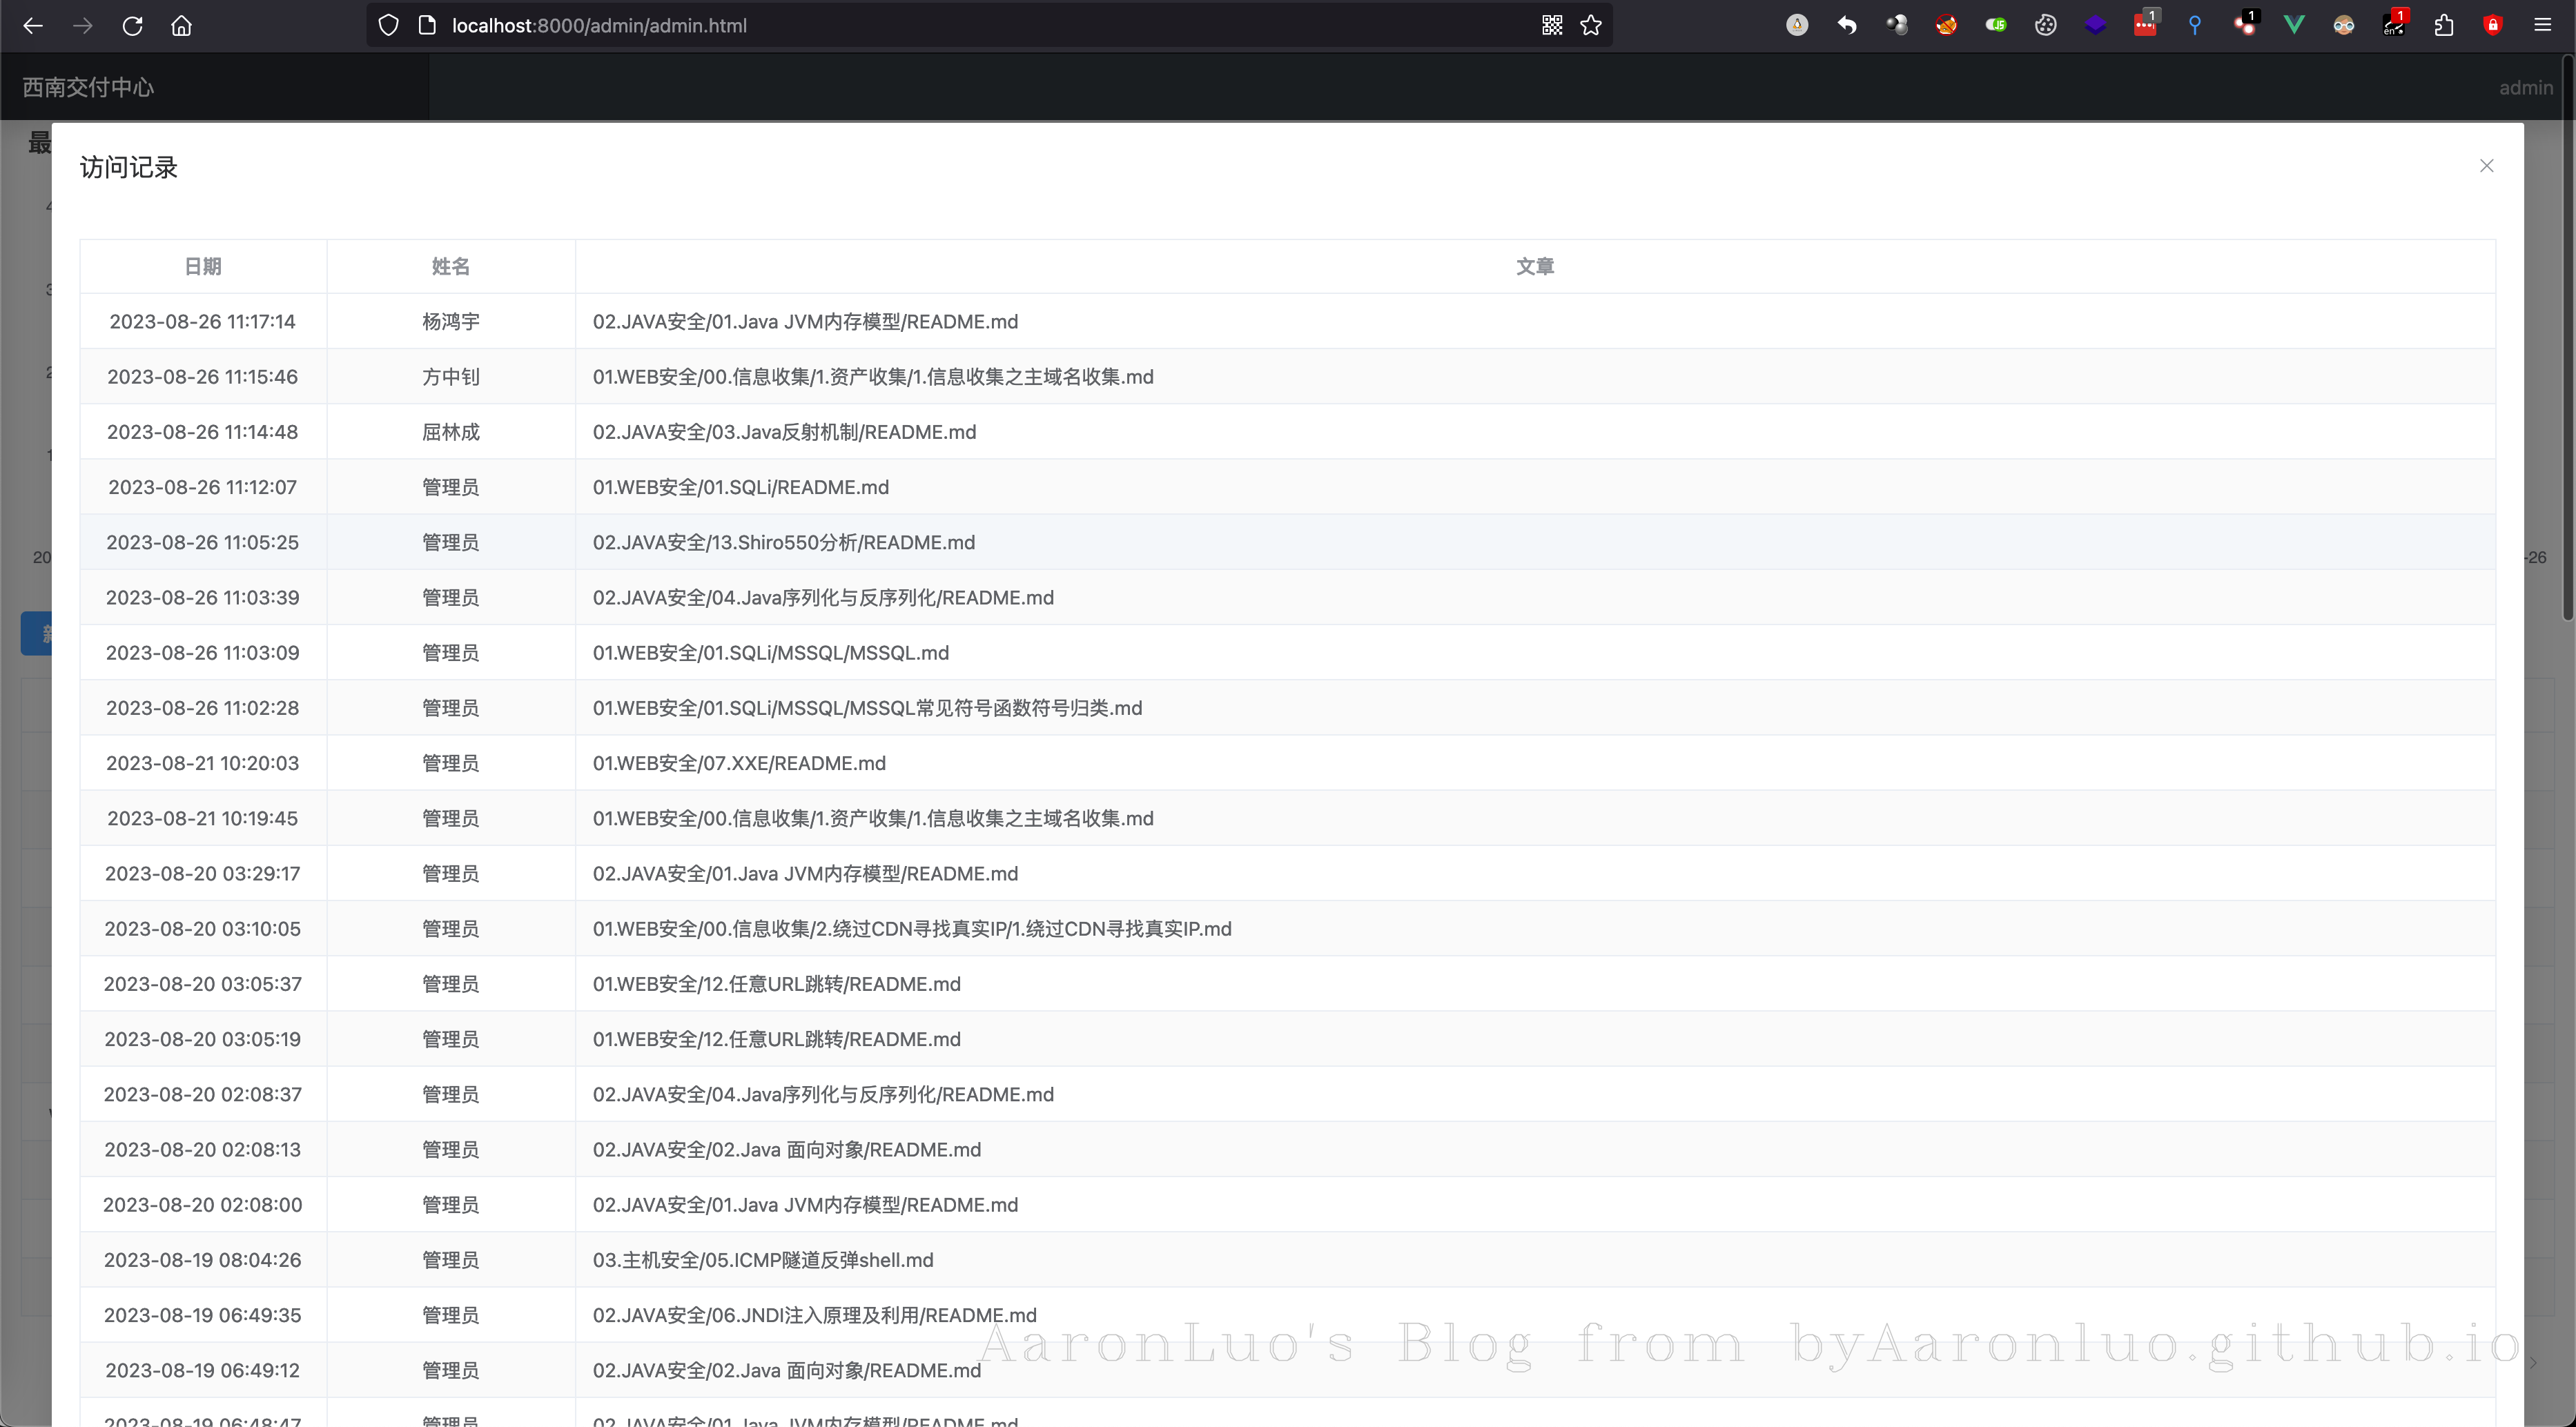 localhost:8000/admin/admin.html
1
1
1
en
西南交付中心
admin
最
访问记录
4
3
2
1
20
-26
新
日期 姓名 文章
2023-08-26 11:17:14 杨鸿宇 02.JAVA安全/01.Java JVM内存模型/README.md
2023-08-26 11:15:46 方中钊 01.WEB安全/00.信息收集/1.资产收集/1.信息收集之主域名收集.md
2023-08-26 11:14:48 屈林成 02.JAVA安全/03.Java反射机制/README.md
2023-08-26 11:12:07 管理员 01.WEB安全/01.SQLi/README.md
2023-08-26 11:05:25 管理员 02.JAVA安全/13.Shiro550分析/README.md
2023-08-26 11:03:39 管理员 02.JAVA安全/04.Java序列化与反序列化/README.md
2023-08-26 11:03:09 管理员 01.WEB安全/01.SQLi/MSSQL/MSSQL.md
2023-08-26 11:02:28 管理员 01.WEB安全/01.SQLi/MSSQL/MSSQL常见符号函数符号归类.md
2023-08-21 10:20:03 管理员 01.WEB安全/07.XXE/README.md
2023-08-21 10:19:45 管理员 01.WEB安全/00.信息收集/1.资产收集/1.信息收集之主域名收集.md
2023-08-20 03:29:17 管理员 02.JAVA安全/01.Java JVM内存模型/README.md
2023-08-20 03:10:05 管理员 01.WEB安全/00.信息收集/2.绕过CDN寻找真实IP/1.绕过CDN寻找真实IP.md
2023-08-20 03:05:37 管理员 01.WEB安全/12.任意URL跳转/README.md
2023-08-20 03:05:19 管理员 01.WEB安全/12.任意URL跳转/README.md
2023-08-20 02:08:37 管理员 02.JAVA安全/04.Java序列化与反序列化/README.md
2023-08-20 02:08:13 管理员 02.JAVA安全/02.Java 面向对象/README.md
2023-08-20 02:08:00 管理员 02.JAVA安全/01.Java JVM内存模型/README.md
2023-08-19 08:04:26 管理员 03.主机安全/05.ICMP隧道反弹shell.md
2023-08-19 06:49:35 管理员 02.JAVA安全/06.JNDI注入原理及利用/README.md
AaronLuo's Blog from byAaronluo.github.io
2023-08-19 06:49:12 管理员 02.JAVA安全/02.Java 面向对象/README.md
2023-08-19 06:48:47 管理员 02.JAVA安全/01.Java JVM内存模型/README.md